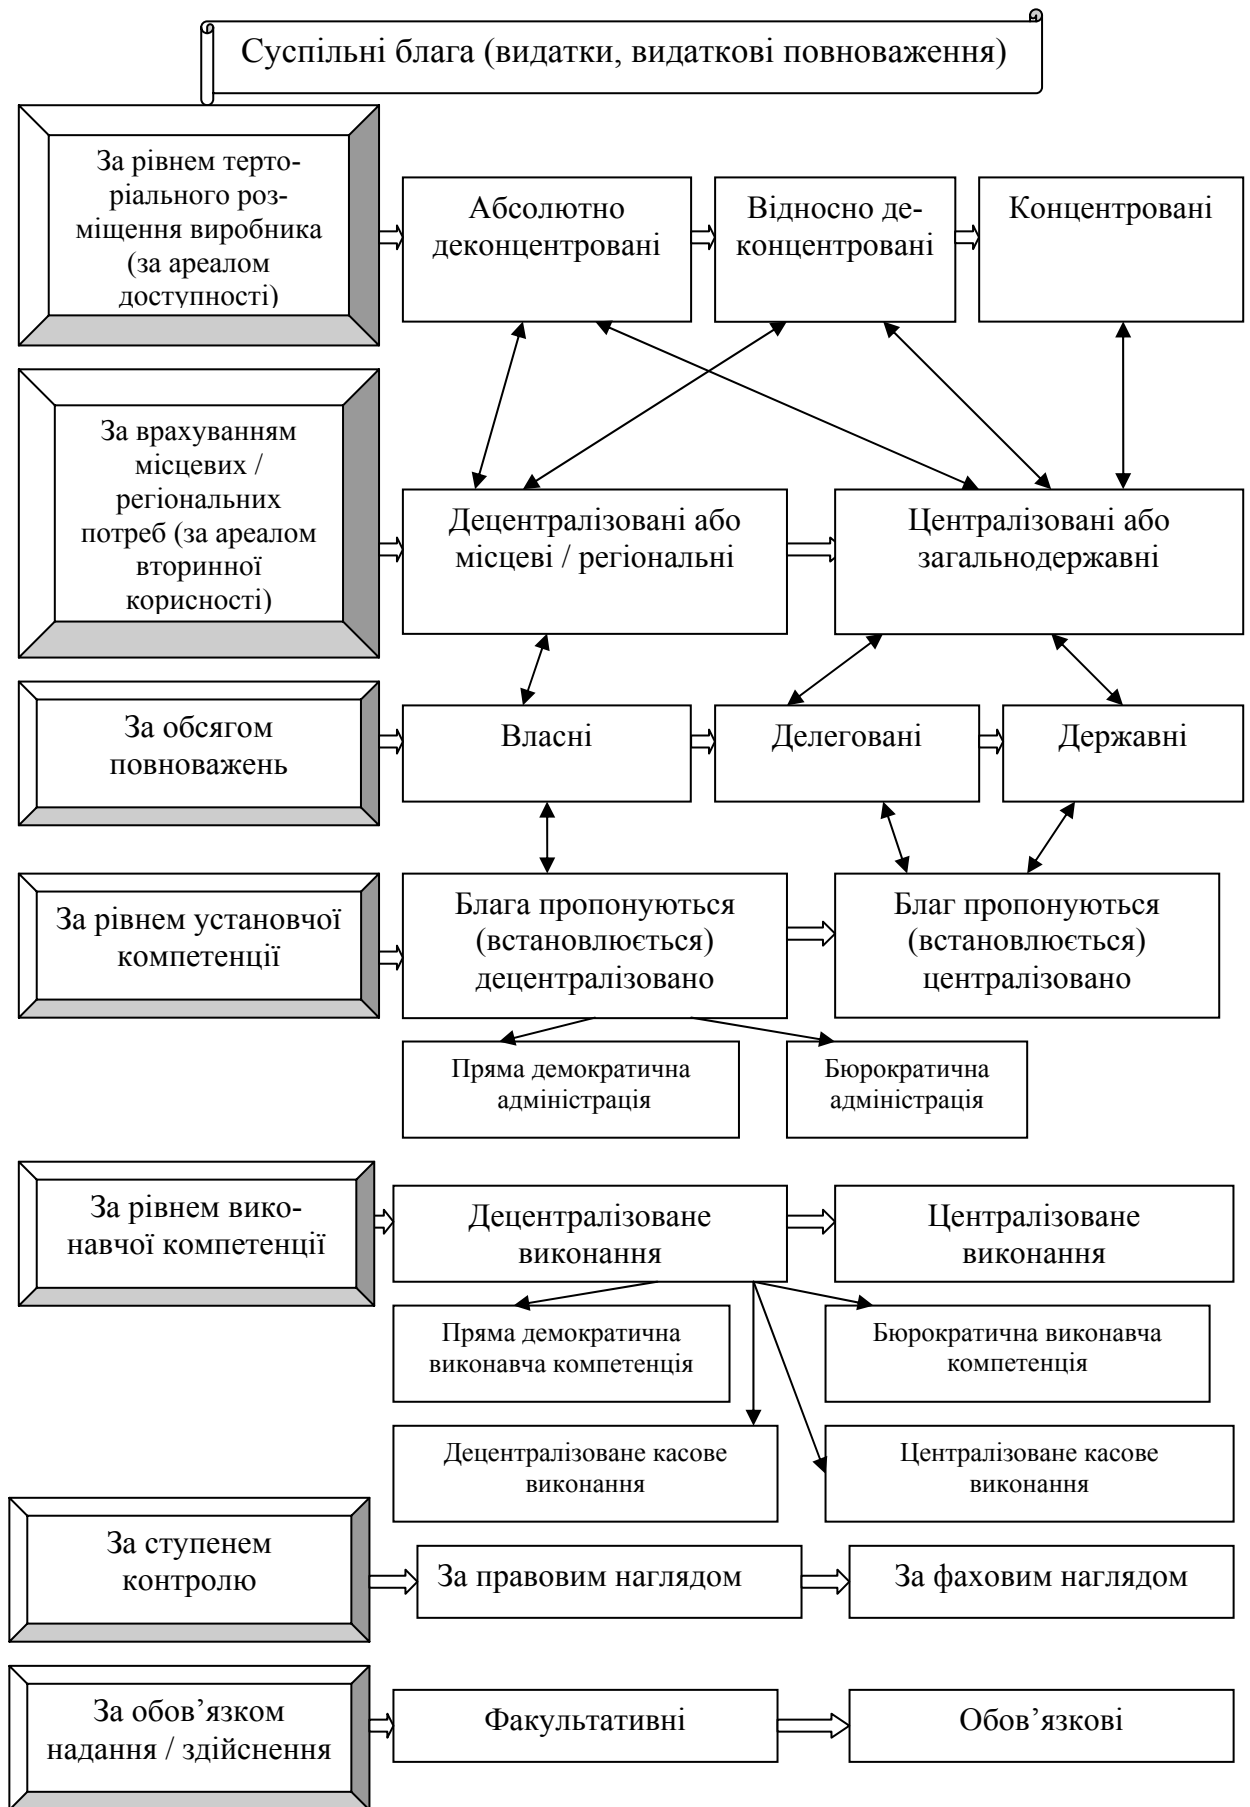 Суспільні блага (видатки, видаткові повноваження)
За рівнем терто-
ріального роз-
міщення виробника
(за ареалом
доступності)
Абсолютно
деконцентровані
Відносно де-
концентровані
Концентровані
За врахуванням
місцевих /
регіональних
потреб (за ареалом
вторинної
корисності)
Децентралізовані або
місцеві / регіональні
Централізовані або
загальнодержавні
За обсягом
повноважень
Власні
Делеговані
Державні
За рівнем установчої
компетенції
Блага пропонуються
(встановлюється)
децентралізовано
Благ пропонуються
(встановлюється)
централізовано
Пряма демократична
адміністрація
Бюрократична
адміністрація
За рівнем вико-
навчої компетенції
Децентралізоване
виконання
Централізоване
виконання
Пряма демократична
виконавча компетенція
Бюрократична виконавча
компетенція
Децентралізоване касове
виконання
Централізоване касове
виконання
За ступенем
контролю
За правовим наглядом
За фаховим наглядом
За обов’язком
надання / здійснення
Факультативні
Обов’язкові